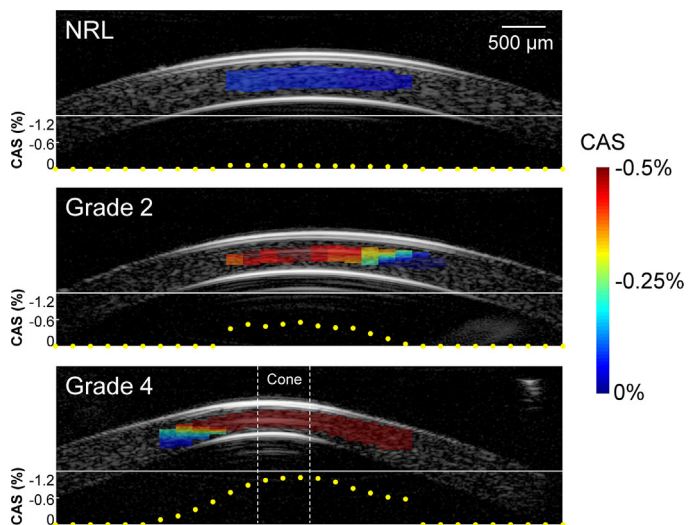 NRL
500 µm
CAS (%)
-1.2
-0.6
0
Grade 2
CAS (%)
-1.2
-0.6
0
Grade 4
Cone
CAS (%)
-1.2
-0.6
0
CAS
-0.5%
-0.25%
0%